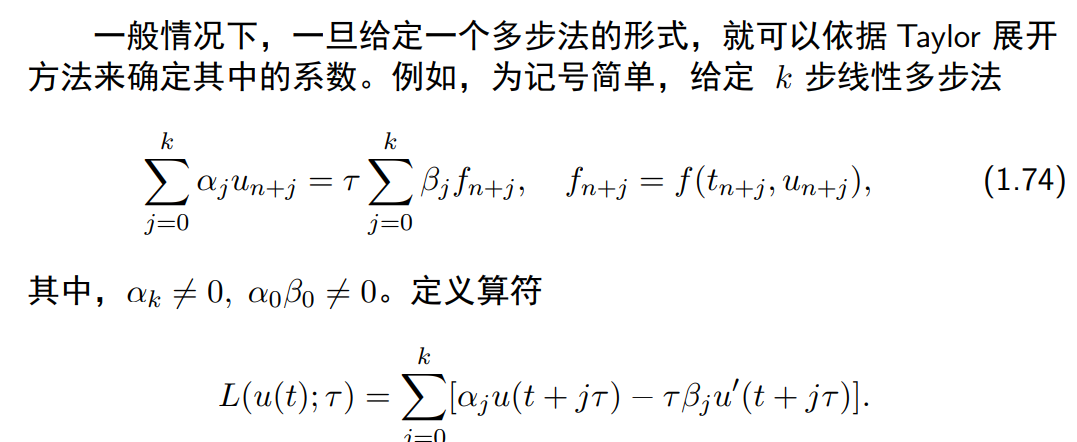 一般情况下，一旦给定一个多步法的形式，就可以依据 Taylor 展开
方法来确定其中的系数。例如，为记号简单，给定 k 步线性多步法
\sum_{j=0}^{k} \alpha_j u_{n+j} = \tau \sum_{j=0}^{k} \beta_j f_{n+j}, \quad f_{n+j} = f(t_{n+j}, u_{n+j}), (1.74)
其中，\alpha_k \neq 0, \alpha_0 \beta_0 \neq 0。定义算符
L(u(t); \tau) = \sum_{j=0}^{k} [\alpha_j u(t + j\tau) - \tau \beta_j u'(t + j\tau)].